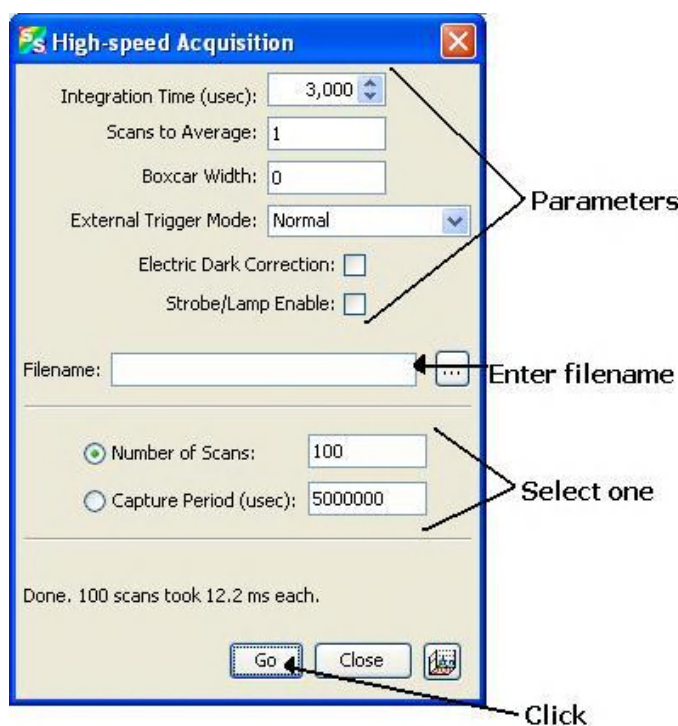 SS High-speed Acquisition
Integration Time (usec): 3,000
Scans to Average: 1
Boxcar Width: 0
Parameters
External Trigger Mode: Normal
Electric Dark Correction:
Strobe/Lamp Enable:
Filename: ...
Enter filename
Number of Scans: 100
Select one
Capture Period (usec): 5000000
Done. 100 scans took 12.2 ms each.
Go Close
Click